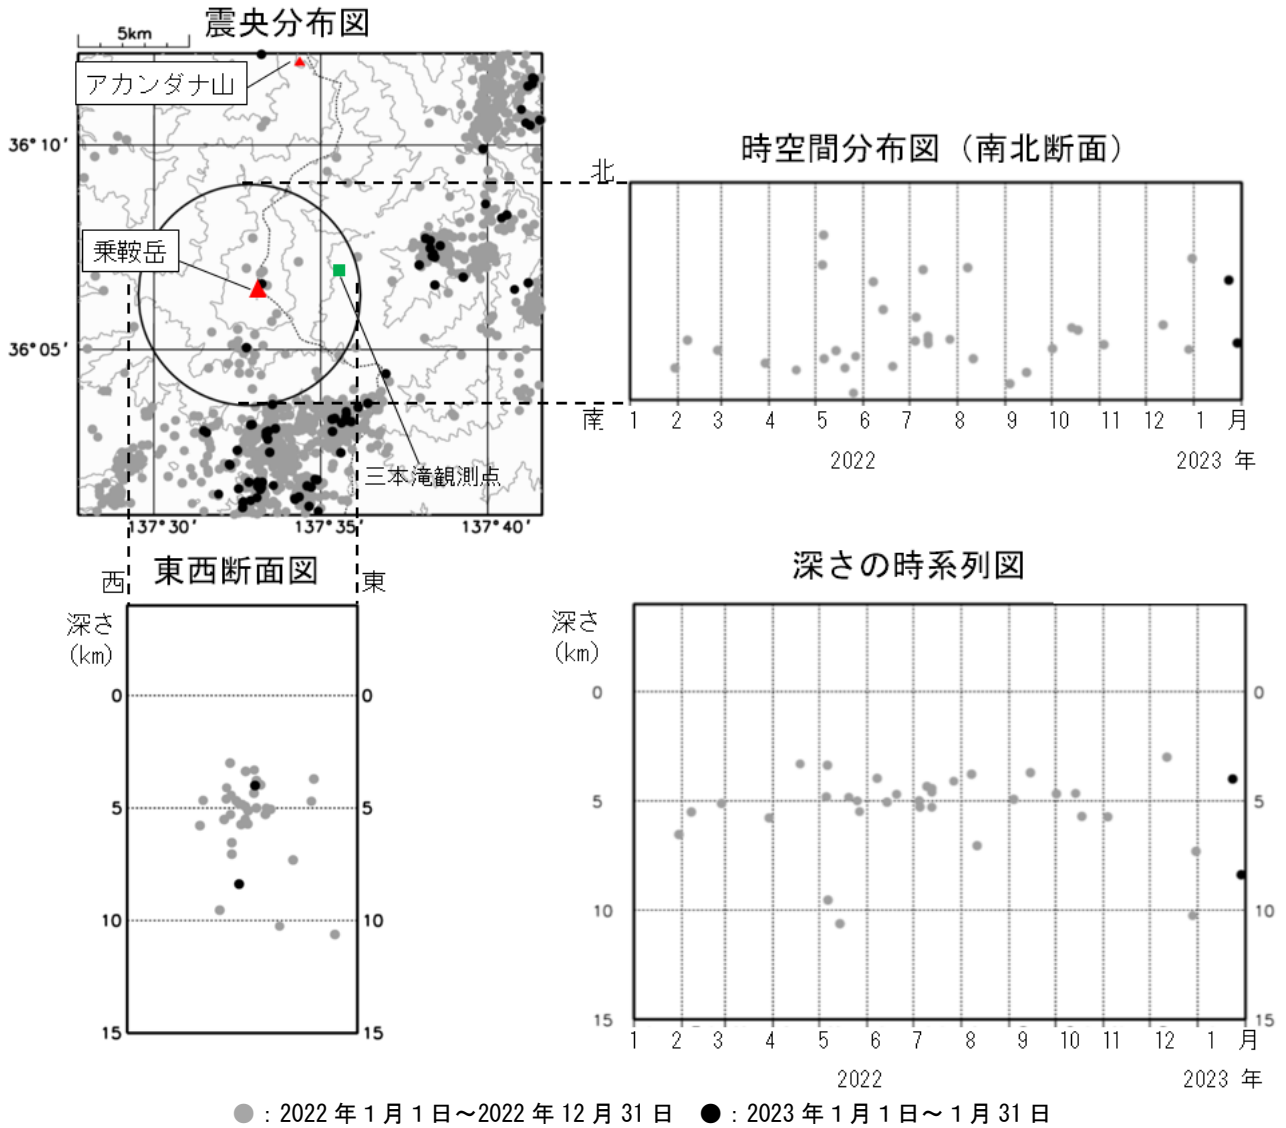 震央分布図
5km
アカンダナ山
36°10′
乗鞍岳
36°05′
三本滝観測点
137°30′ 137°35′ 137°40′
時空間分布図（南北断面）
北
南
1 2 3 4 5 6 7 8 9 10 11 12 1 月
2022 2023 年
東西断面図
西 東
深さ
(km)
0 0
5 5
10 10
15 15
深さの時系列図
深さ
(km)
0 0
5 5
10 10
15 15
1 2 3 4 5 6 7 8 9 10 11 12 1 月
2022 2023 年
●：2022 年 1 月 1 日～2022 年 12 月 31 日 ●：2023 年 1 月 1 日～ 1 月 31 日